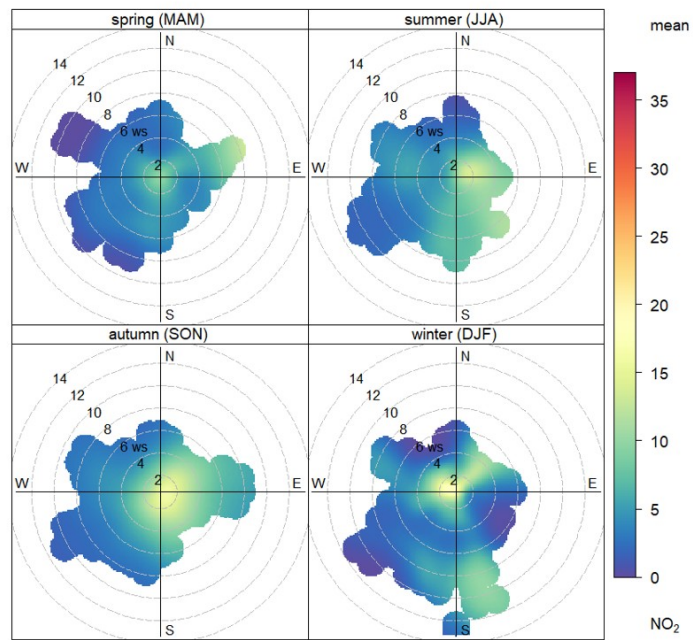 spring (MAM)
summer (JJA)
mean
N
14
12
10
8
6 ws
4
2
W
E
S
N
14
12
10
8
6 ws
4
2
W
E
S
autumn (SON)
winter (DJF)
N
14
12
10
8
6 ws
4
2
W
E
S
N
14
12
10
8
6 ws
4
2
W
E
S
35
30
25
20
15
10
5
0
NO₂